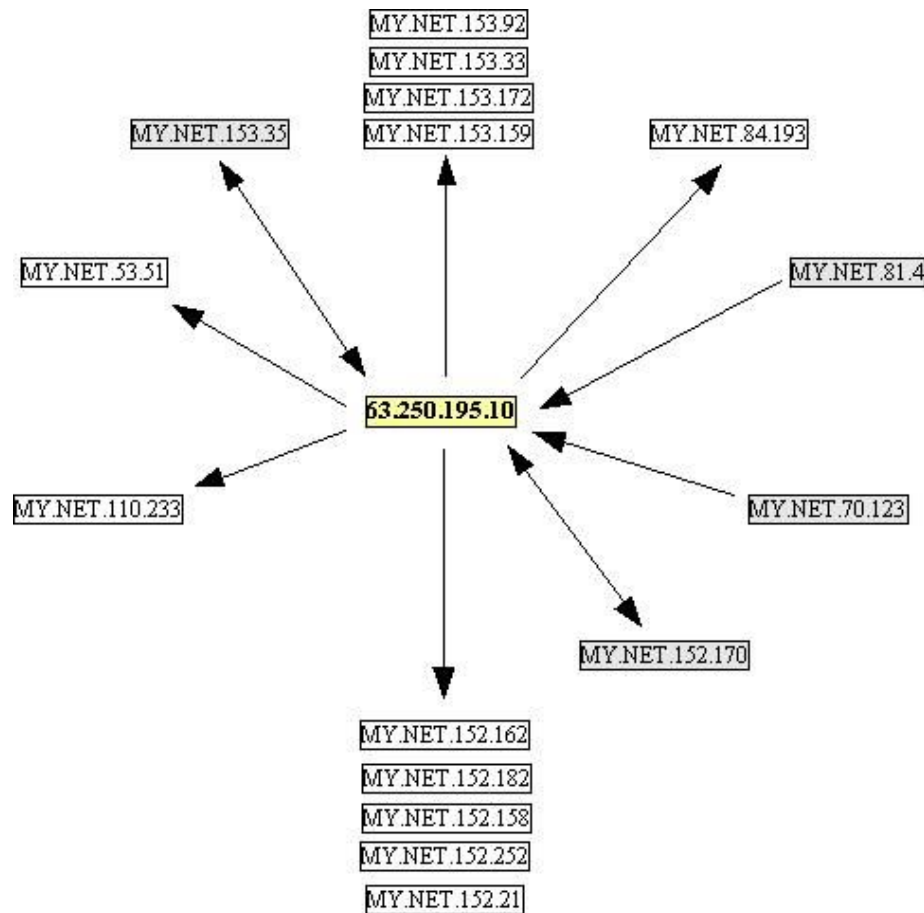 MY.NET.153.92
MY.NET.153.33
MY.NET.153.172
MY.NET.153.159
MY.NET.153.35
MY.NET.84.193
MY.NET.53.51
MY.NET.81.4
63.250.195.10
MY.NET.110.233
MY.NET.70.123
MY.NET.152.170
MY.NET.152.162
MY.NET.152.182
MY.NET.152.158
MY.NET.152.252
MY.NET.152.21